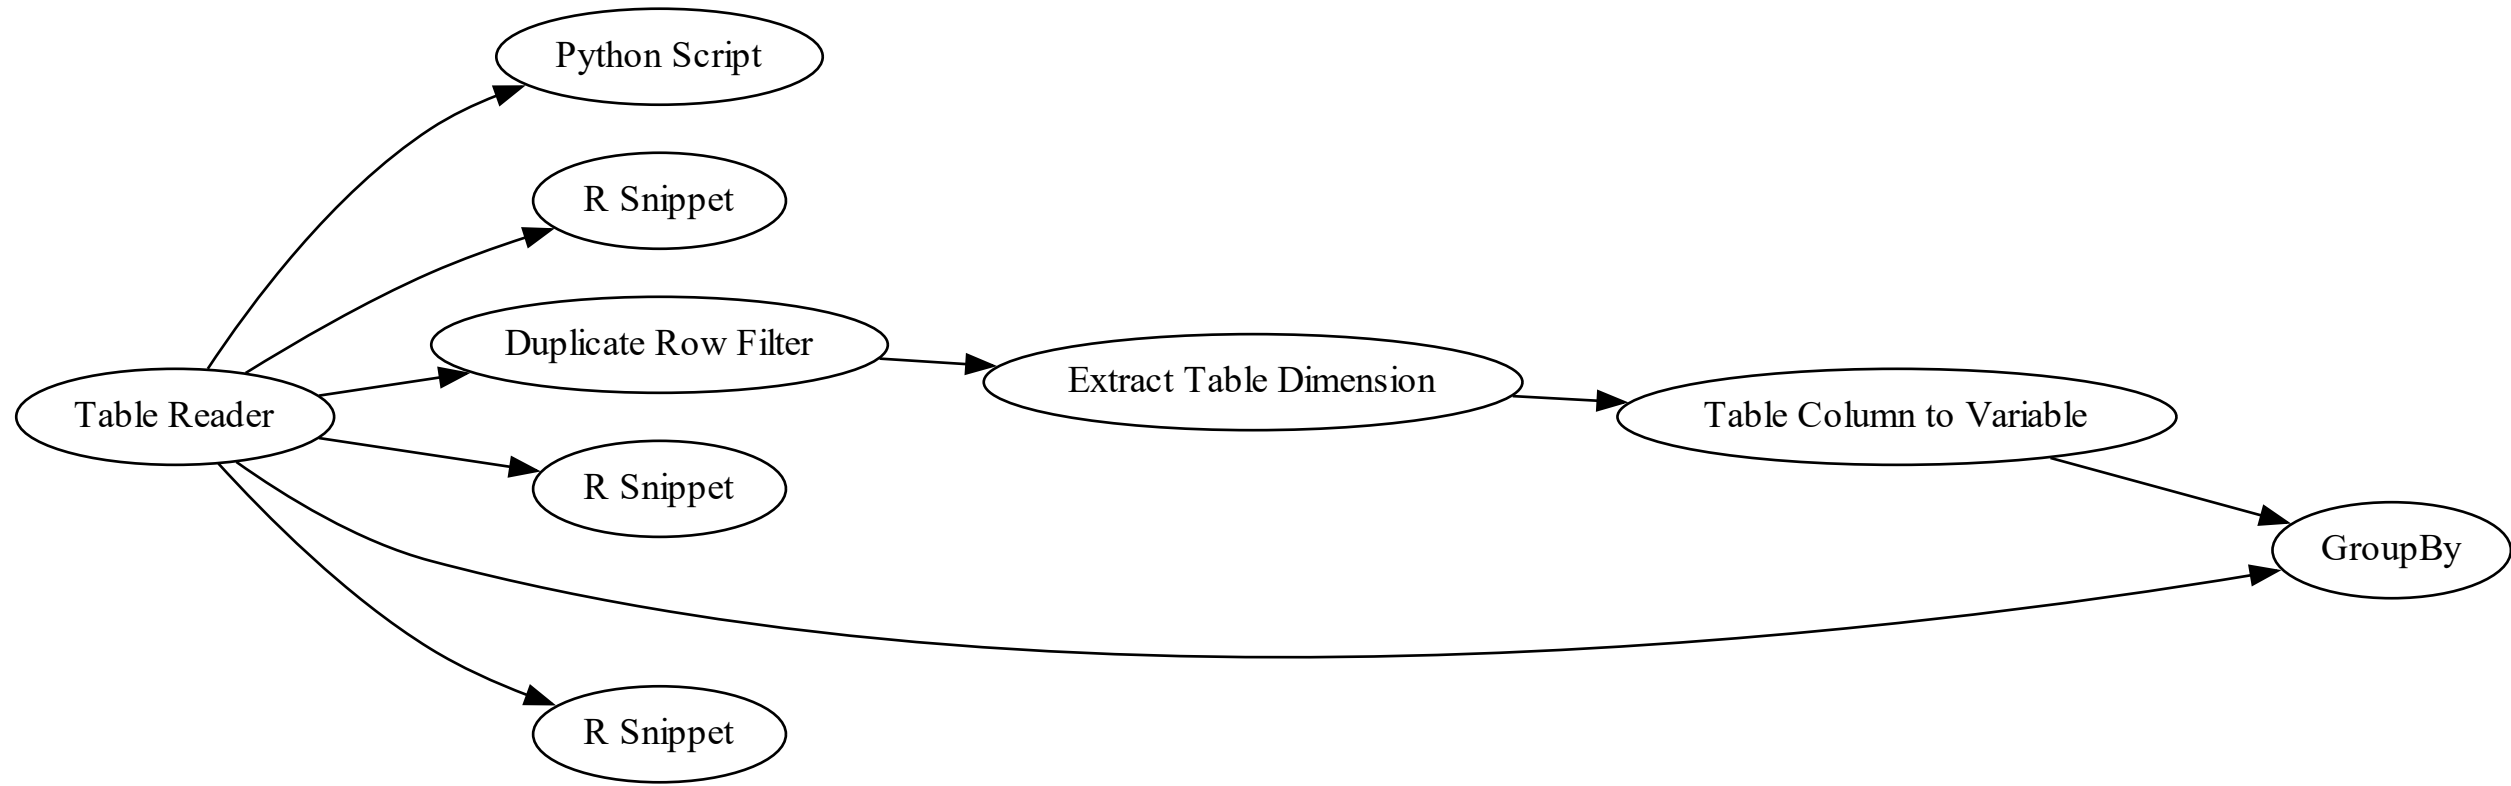 Python Script
R Snippet
Duplicate Row Filter
Extract Table Dimension
Table Reader
Table Column to Variable
R Snippet
GroupBy
R Snippet